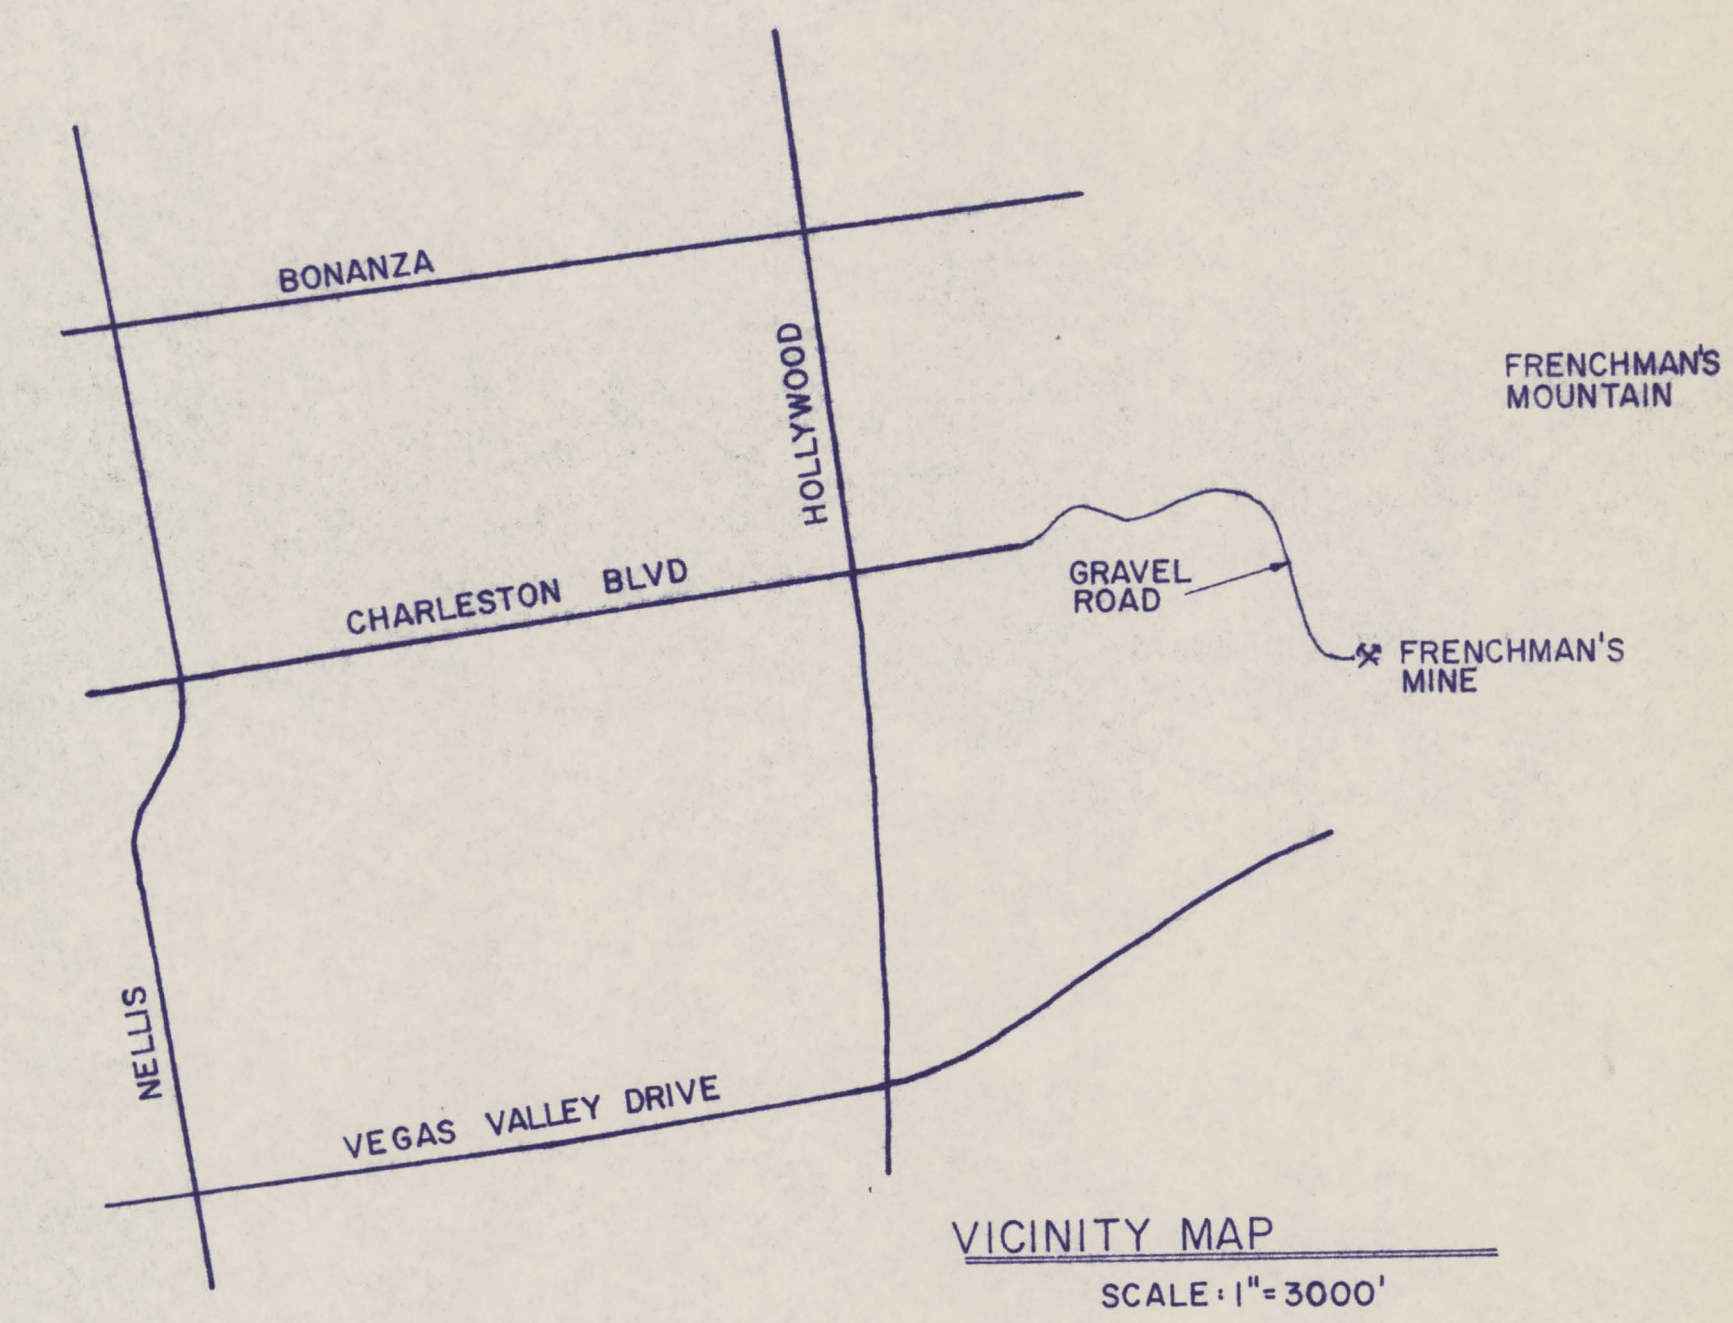 BONANZA
HOLLYWOOD
FRENCHMAN'S
MOUNTAIN
CHARLESTON BLVD
GRAVEL
ROAD
FRENCHMAN'S
MINE
NELLIS
VEGAS VALLEY DRIVE
VICINITY MAP
SCALE: 1"=3000'